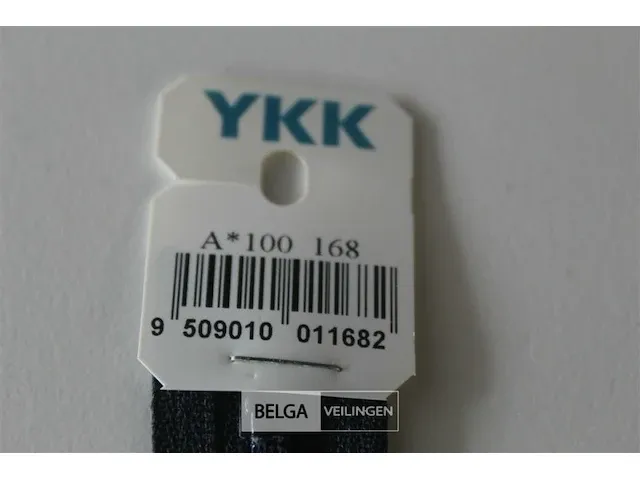 YKK
A*100 168
9 509010 011682
BELGA VEILINGEN